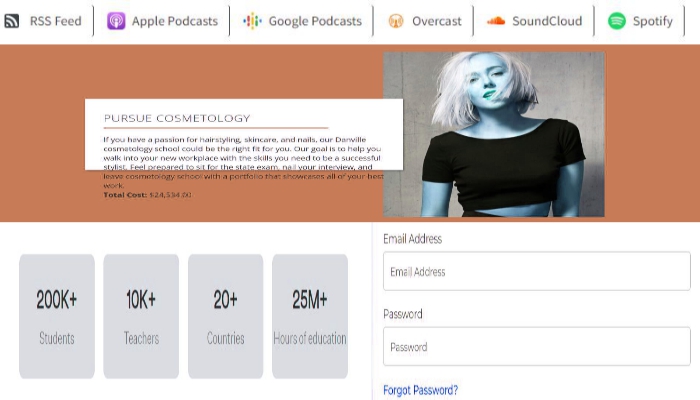 RSS Feed
Apple Podcasts
Google Podcasts
Overcast
SoundCloud
Spotify
PURSUE COSMETOLOGY
If you have a passion for hairstyling, skincare, and nails, our Danville
cosmetology school could be the right fit for you. Our goal is to help you
walk into your new workplace with the skills you need to be a successful
stylist. Feel prepared to sit for the state exam, nail your interview, and
leave cosmetology school with a portfolio that showcases all of your best
work.
Total Cost:
200K+
Students
10K+
Teachers
20+
Countries
25M+
Hours of education
Email Address
Email Address
Password
Password
Forgot Password?